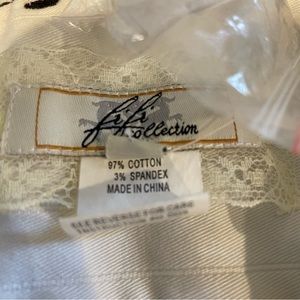 fifi
Collection
97% COTTON
3% SPANDEX
MADE IN CHINA
SEE REVERSE FOR CARE